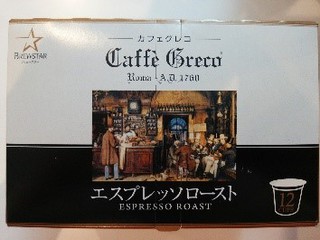 カフェグレコ
Caffè Greco
Roma A.D. 1760
BREWSTAR
エスプレッソロースト
ESPRESSO ROAST
12